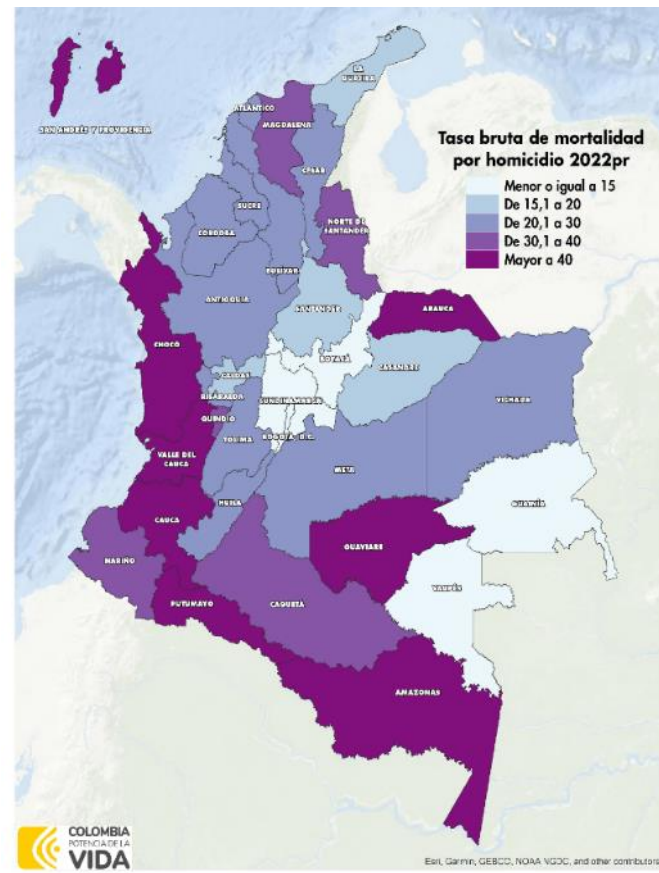 LA
GUAJIRA
ATLÁNTICO
MAGDALENA
SAN ANDRÉS Y PROVIDENCIA
Tasa bruta de mortalidad
por homicidio 2022pr
Menor o igual a 15
De 15,1 a 20
De 20,1 a 30
De 30,1 a 40
Mayor a 40
CESAR
SUCRE
NORTE DE
SANTANDER
CÓRDOBA
BOLÍVAR
ANTIOQUIA
SANTANDER
ARAUCA
CHOCÓ
BOYACÁ
CALDAS
CASANARE
RISARALDA
CUNDINAMARCA
VICHADA
QUINDÍO
BOGOTÁ, D.C.
TOLIMA
VALLE DEL
CAUCA
META
GUAINÍA
HUILA
CAUCA
GUAVIARE
NARIÑO
VAUPÉS
PUTUMAYO
CAQUETÁ
AMAZONAS
COLOMBIA
POTENCIA DE LA
VIDA
Esri, Garmin, GEBCO, NOAA NGDC, and other contributors